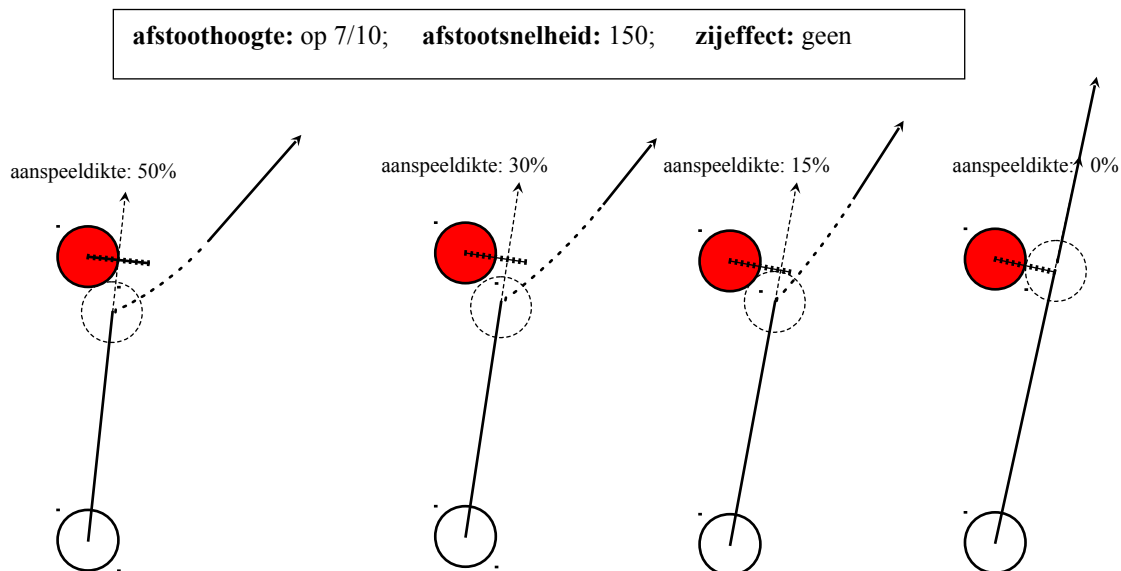 afstoothoogte: op 7/10; afstootsnelheid: 150; zijeffect: geen
aanspeeldikte: 50%
aanspeeldikte: 30%
aanspeeldikte: 15%
aanspeeldikte: 0%